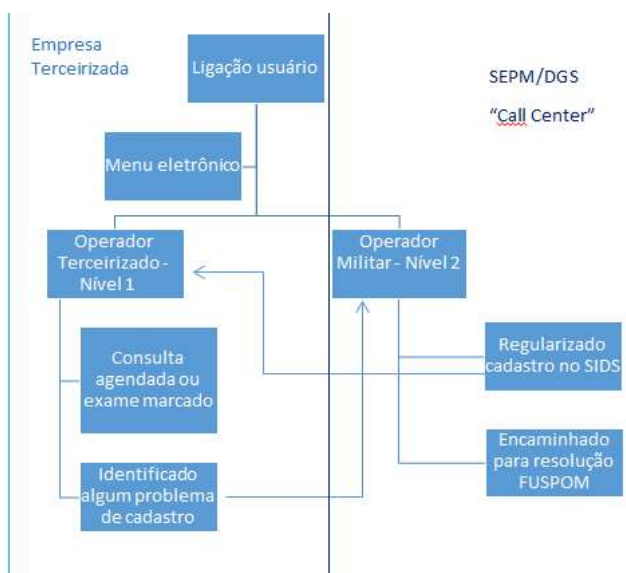 Empresa
Terceirizada
Ligação usuário
SEPM/DGS
“Call Center”
Menu eletrônico
Operador
Terceirizado -
Nível 1
Operador
Militar - Nível 2
Consulta
agendada ou
exame marcado
Regularizado
cadastro no SIDS
Identificado
algum problema
de cadastro
Encaminhado
para resolução
FUSPOM